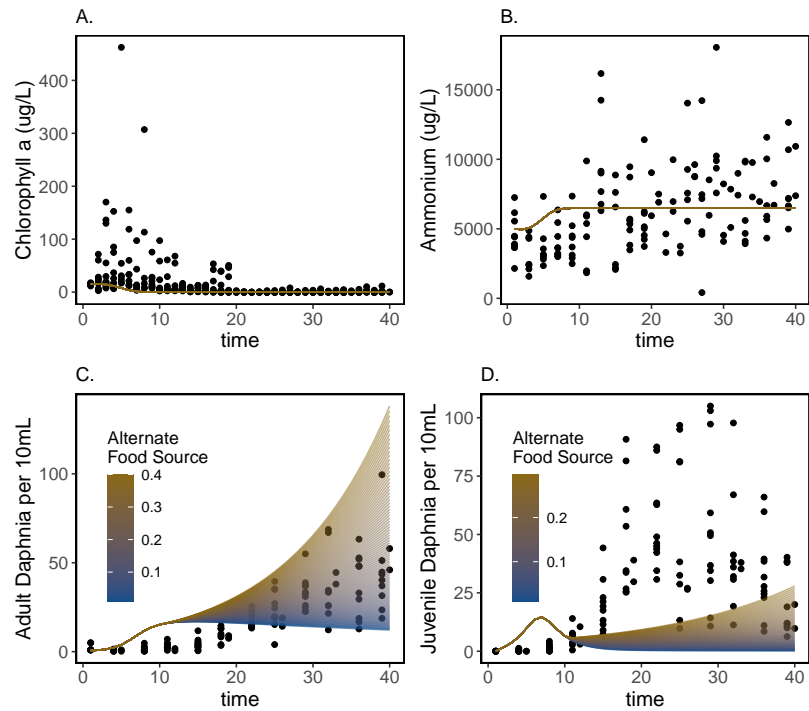 A.
Chlorophyll a (ug/L)
400
300
200
100
0
0
10
20
30
40
time
B.
Ammonium (ug/L)
15000
10000
5000
0
0
10
20
30
40
time
C.
Adult Daphnia per 10mL
100
50
0
Alternate
Food Source
0.4
0.3
0.2
0.1
0
10
20
30
40
time
D.
Juvenile Daphnia per 10mL
100
75
50
25
0
Alternate
Food Source
0.2
0.1
0
10
20
30
40
time